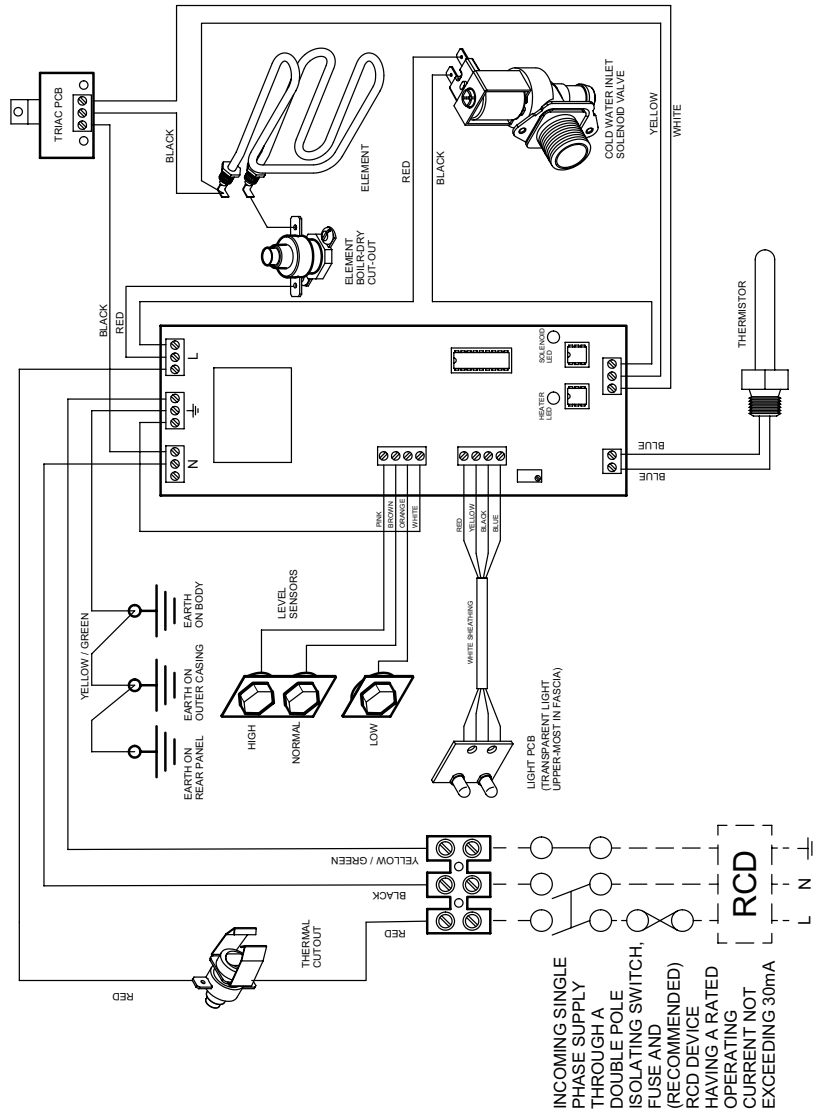 TRIAC PCB
BLACK
ELEMENT
ELEMENT
BOILR-DRY
CUT-OUT
RED
BLACK
COLD WATER INLET
SOLENOID VALVE
YELLOW
WHITE
BLACK
RED
L
N
SOLENOID
LED
HEATER
LED
THERMISTOR
BLUE
BLUE
PINK
BROWN
ORANGE
WHITE
RED
YELLOW
BLACK
BLUE
WHITE SHEATHING
YELLOW / GREEN
EARTH
ON BODY
EARTH ON
OUTER CASING
EARTH ON
REAR PANEL
LEVEL
SENSORS
HIGH
NORMAL
LOW
LIGHT PCB
(TRANSPARENT LIGHT
UPPER-MOST IN FASCIA)
RED
THERMAL
CUTOUT
RED
BLACK
YELLOW / GREEN
INCOMING SINGLE
PHASE SUPPLY
THROUGH A
DOUBLE POLE
ISOLATING SWITCH,
FUSE AND
(RECOMMENDED)
RCD DEVICE
HAVING A RATED
OPERATING
CURRENT NOT
EXCEEDING 30mA
RCD
L
N